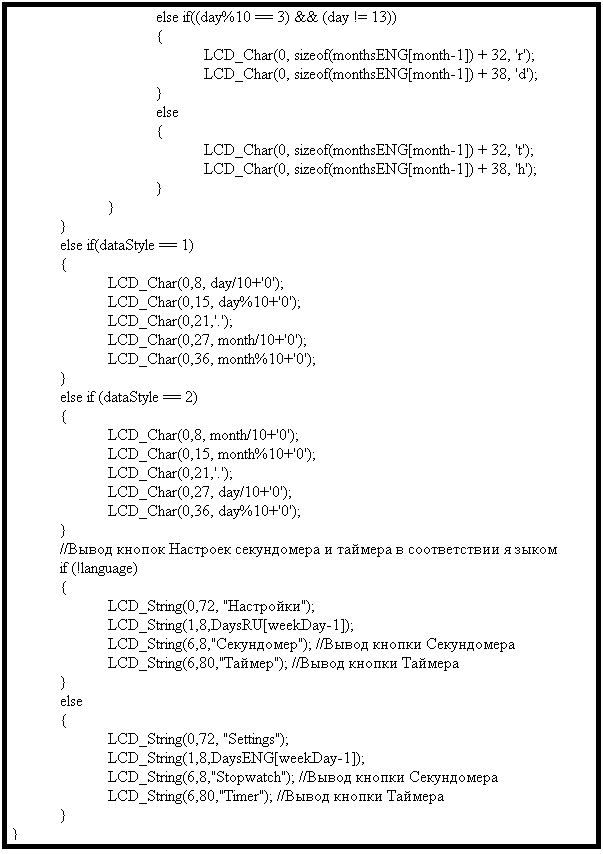 else if((day%10 == 3) && (day != 13))
{
LCD_Char(0, sizeof(monthsENG[month-1]) + 32, 'r');
LCD_Char(0, sizeof(monthsENG[month-1]) + 38, 'd');
}
else
{
LCD_Char(0, sizeof(monthsENG[month-1]) + 32, 't');
LCD_Char(0, sizeof(monthsENG[month-1]) + 38, 'h');
}
}
}
else if(dataStyle == 1)
{
LCD_Char(0,8, day/10+'0');
LCD_Char(0,15, day%10+'0');
LCD_Char(0,21,'.');
LCD_Char(0,27, month/10+'0');
LCD_Char(0,36, month%10+'0');
}
else if (dataStyle == 2)
{
LCD_Char(0,8, month/10+'0');
LCD_Char(0,15, month%10+'0');
LCD_Char(0,21,'.');
LCD_Char(0,27, day/10+'0');
LCD_Char(0,36, day%10+'0');
}
//Вывод кнопок Настроек секундомера и таймера в соответствии я зыком
if (!language)
{
LCD_String(0,72, "Настройки");
LCD_String(1,8,DaysRU[weekDay-1]);
LCD_String(6,8,"Секундомер"); //Вывод кнопки Секундомера
LCD_String(6,80,"Таймер"); //Вывод кнопки Таймера
}
else
{
LCD_String(0,72, "Settings");
LCD_String(1,8,DaysENG[weekDay-1]);
LCD_String(6,8,"Stopwatch"); //Вывод кнопки Секундомера
LCD_String(6,80,"Timer"); //Вывод кнопки Таймера
}
}